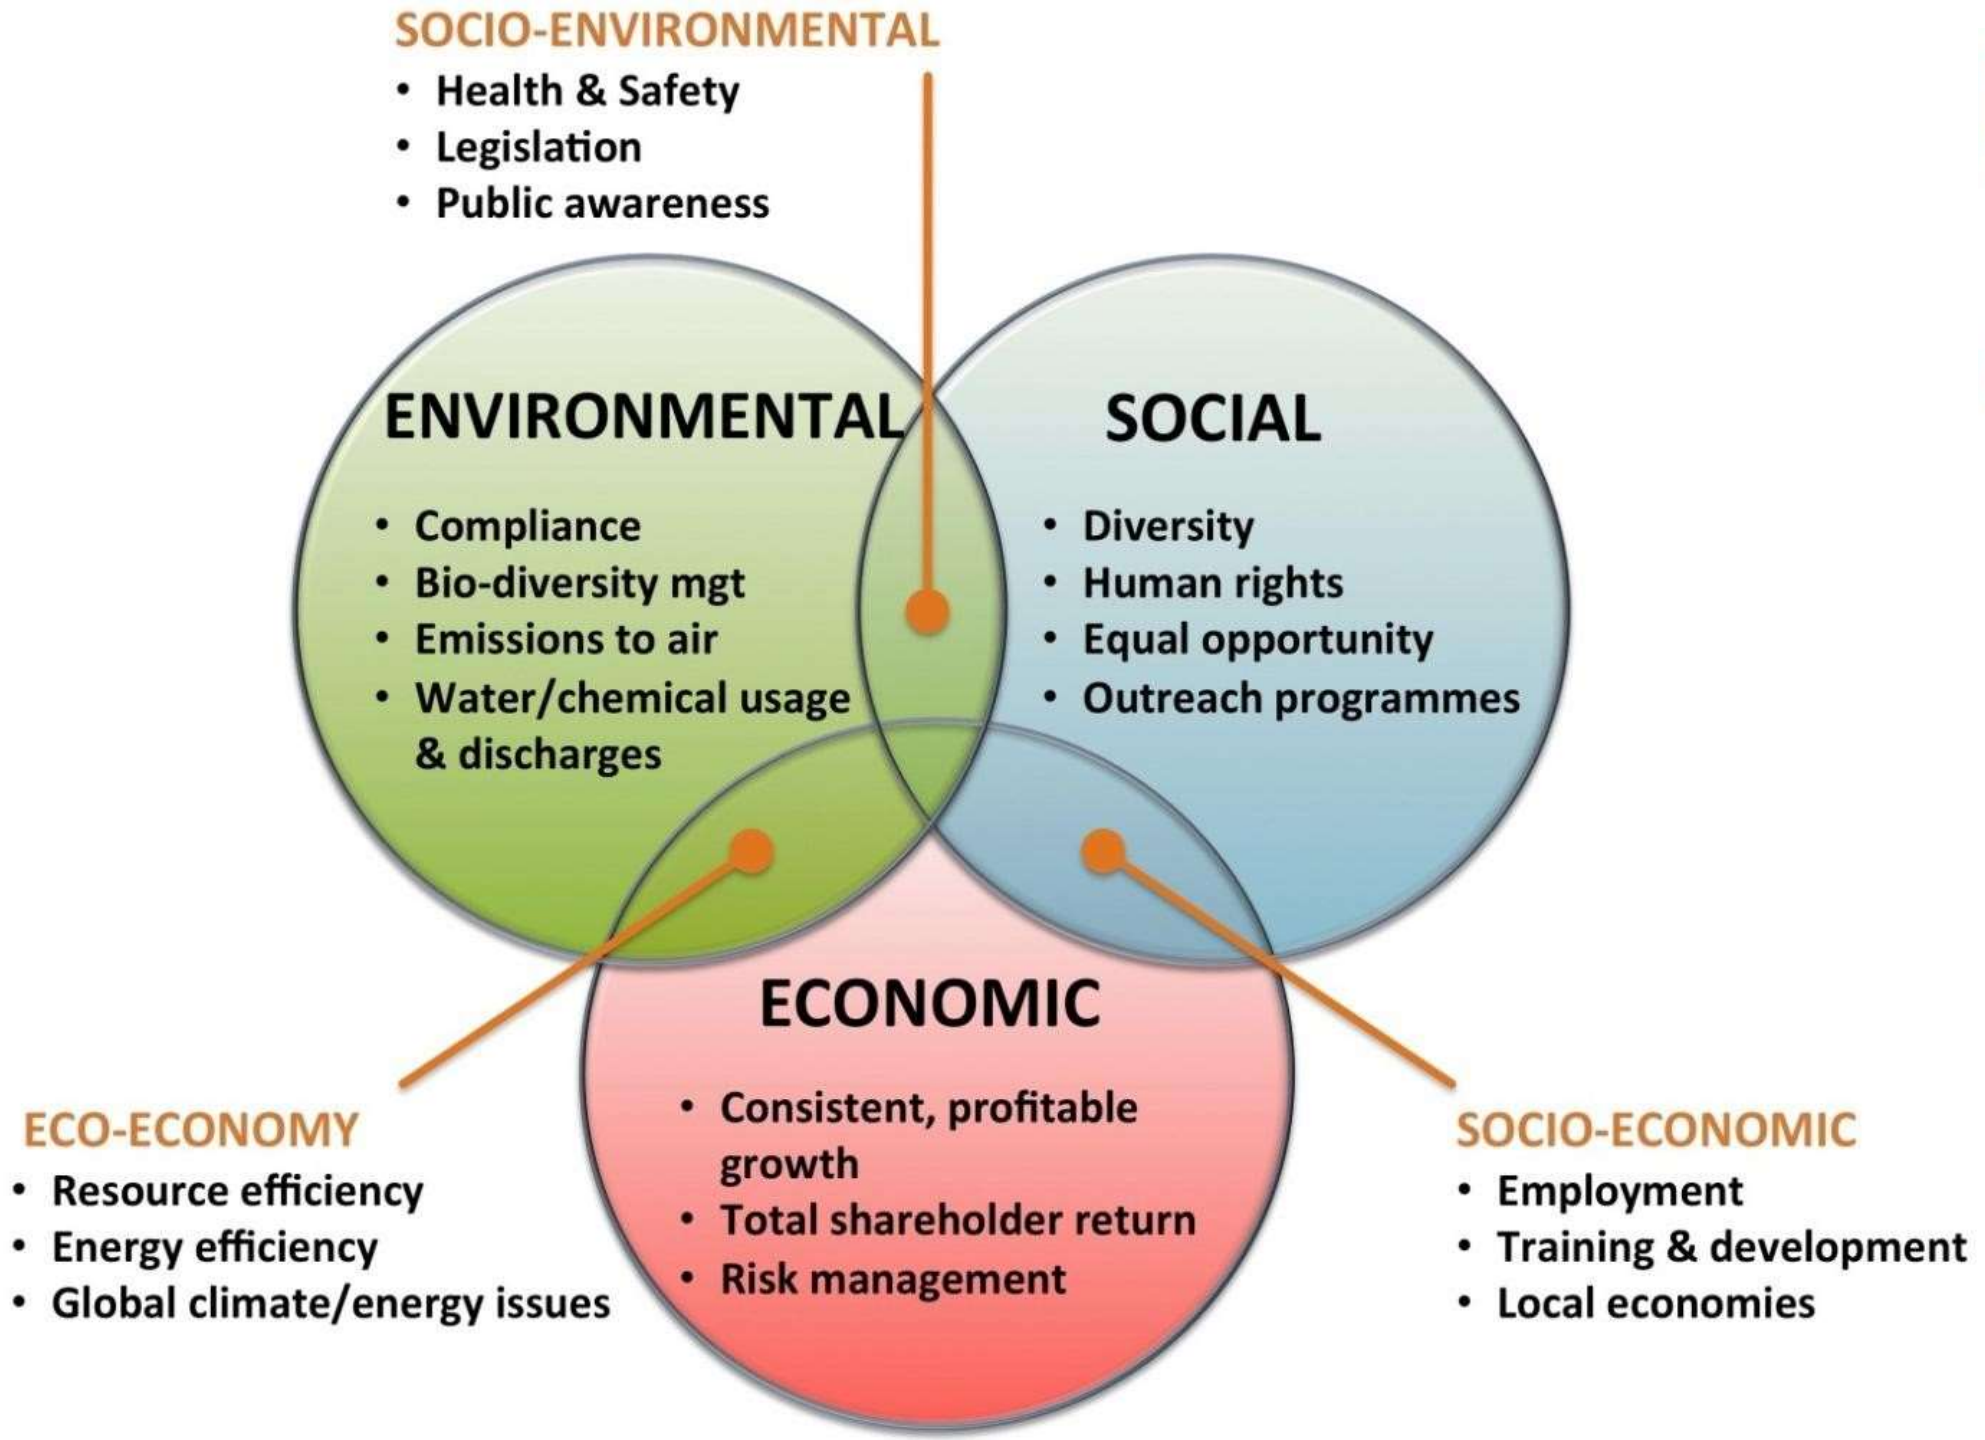 SOCIO-ENVIRONMENTAL
• Health & Safety
• Legislation
• Public awareness
ENVIRONMENTAL
• Compliance
• Bio-diversity mgt
• Emissions to air
• Water/chemical usage
& discharges
SOCIAL
• Diversity
• Human rights
• Equal opportunity
• Outreach programmes
ECONOMIC
• Consistent, profitable
growth
• Total shareholder return
• Risk management
ECO-ECONOMY
• Resource efficiency
• Energy efficiency
• Global climate/energy issues
SOCIO-ECONOMIC
• Employment
• Training & development
• Local economies